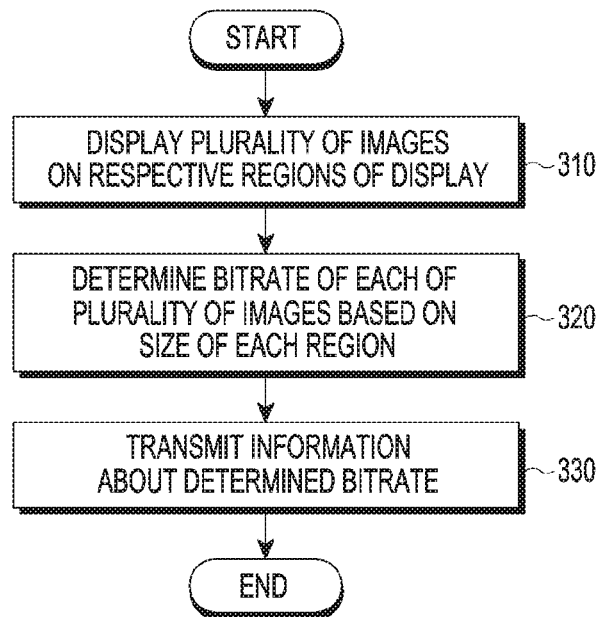 START
DISPLAY PLURALITY OF IMAGES
ON RESPECTIVE REGIONS OF DISPLAY
310
DETERMINE BITRATE OF EACH OF
PLURALITY OF IMAGES BASED ON
SIZE OF EACH REGION
320
TRANSMIT INFORMATION
ABOUT DETERMINED BITRATE
330
END